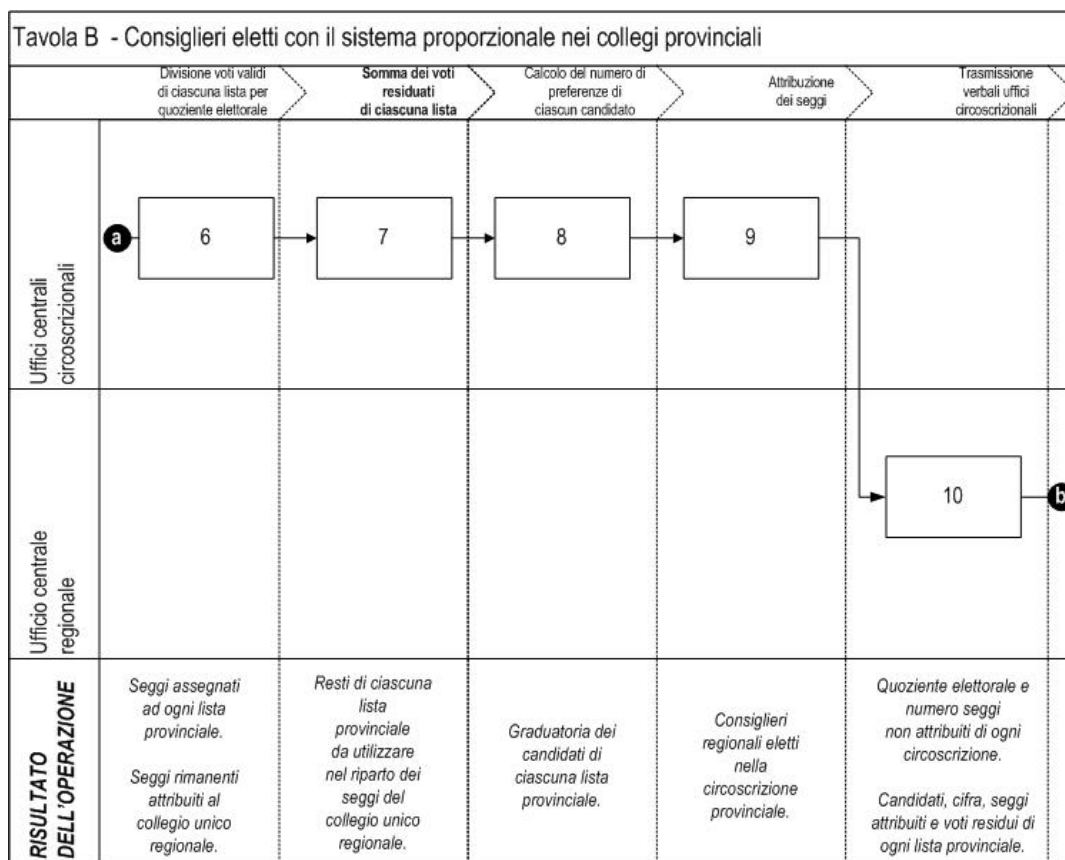 Tavola B - Consiglieri eletti con il sistema proporzionale nei collegi provinciali
Divisione voti validi
di ciascuna lista per
quoziente elettorale
Somma dei voti
residuati
di ciascuna lista
Calcolo del numero di
preferenze di
ciascun candidato
Attribuzione
dei seggi
Trasmissione
verbali uffici
circoscrizionali
Uffici centrali
circoscrizionali
a
6
7
8
9
Ufficio centrale
regionale
10
b
RISULTATO
DELL'OPERAZIONE
Seggi assegnati
ad ogni lista
provinciale.
Seggi rimanenti
attribuiti al
collegio unico
regionale.
Resti di ciascuna
lista
provinciale
da utilizzare
nel riparto dei
seggi del
collegio unico
regionale.
Graduatoria dei
candidati di
ciascuna lista
provinciale.
Consiglieri
regionali eletti
nella
circoscrizione
provinciale.
Quoziente elettorale e
numero seggi
non attribuiti di ogni
circoscrizione.
Candidati, cifra, seggi
attribuiti e voti residui di
ogni lista provinciale.